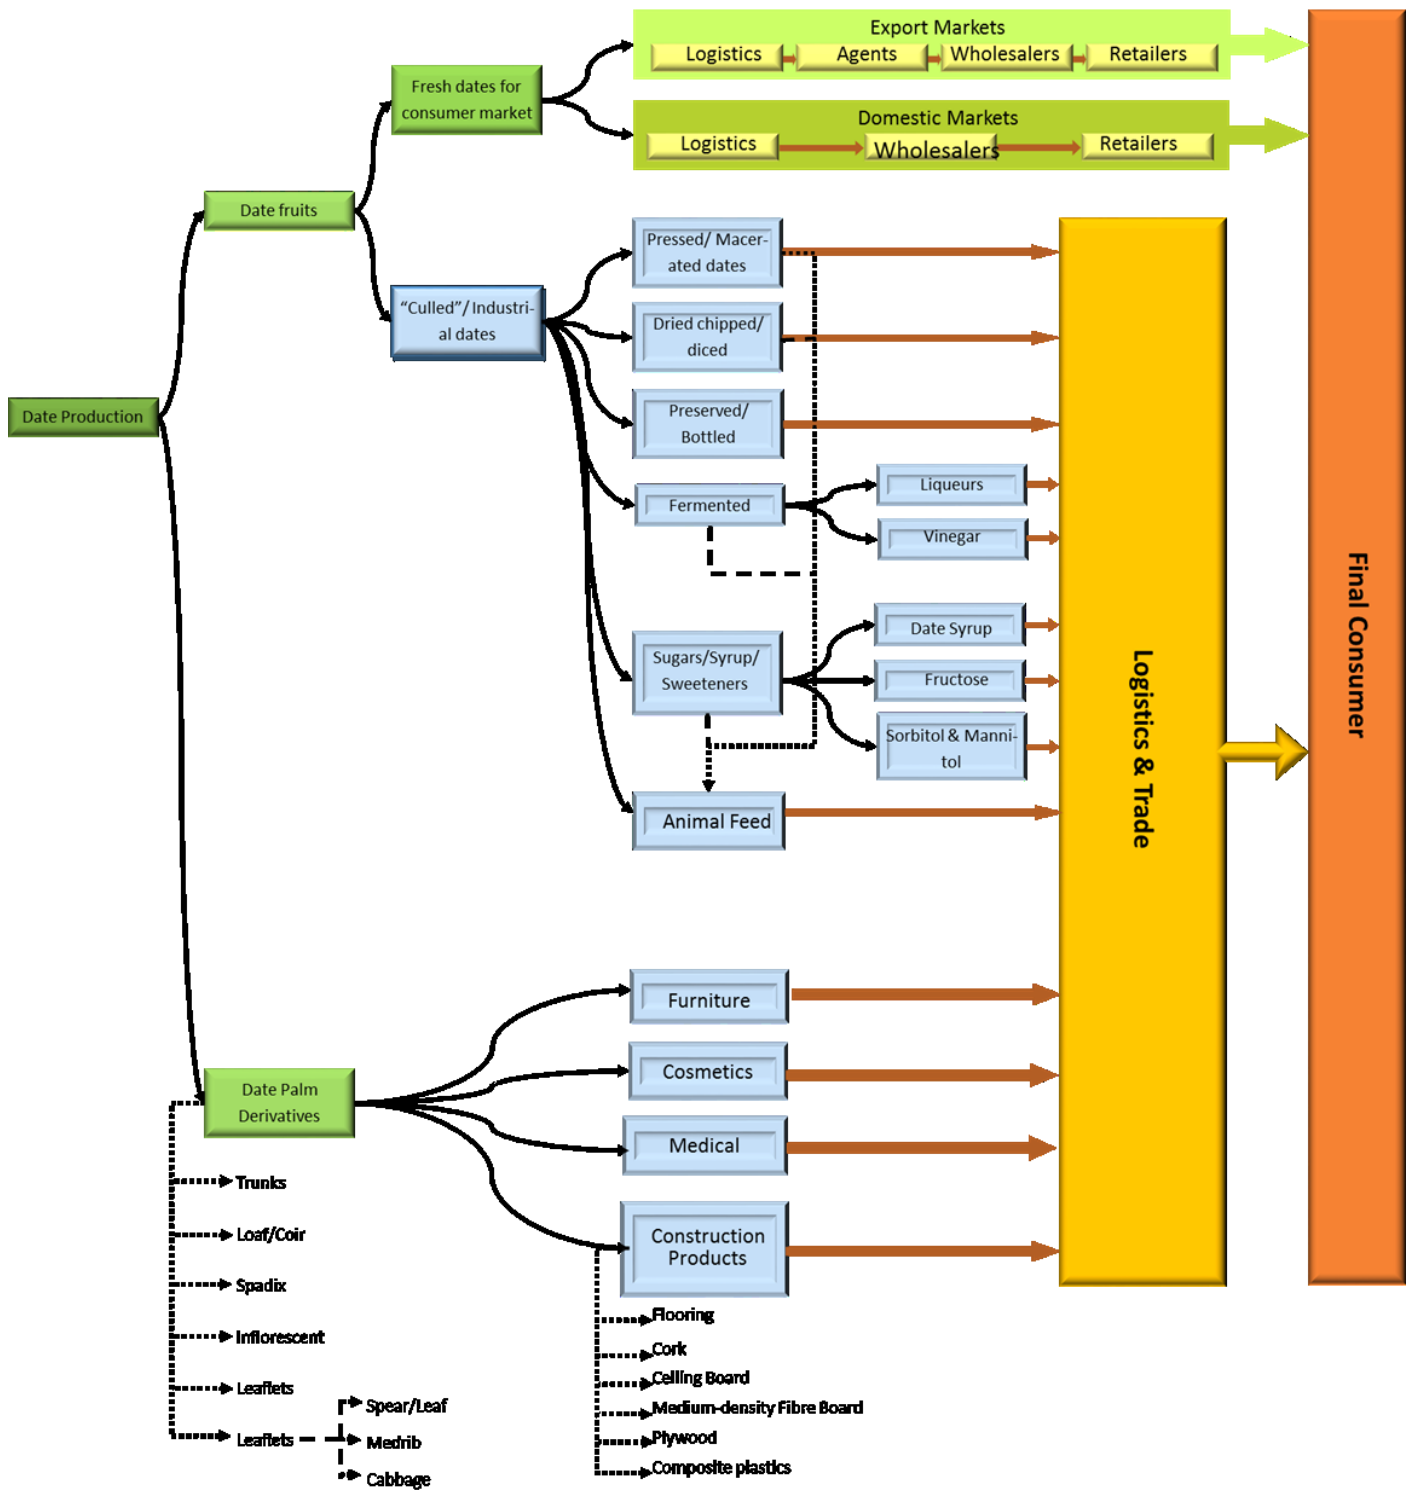 Export Markets
Logistics
Agents
Wholesalers
Retailers
Fresh dates for
consumer market
Domestic Markets
Logistics
Wholesalers
Retailers
Date fruits
Pressed/ Macer-
ated dates
"Culled"/ Industri-
al dates
Dried chipped/
diced
Date Production
Preserved/
Bottled
Fermented
Liqueurs
Vinegar
Sugars/Syrup/
Sweeteners
Date Syrup
Fructose
Sorbitol & Manni-
tol
Animal Feed
Logistics & Trade
Final Consumer
Furniture
Cosmetics
Medical
Construction
Products
Date Palm
Derivatives
Trunks
Loaf/Coir
Spadix
Inflorescent
Leaflets
Leaflets
Spear/Leaf
Medrib
Cabbage
Flooring
Cork
Celling Board
Medium-density Fibre Board
Plywood
Composite plastics